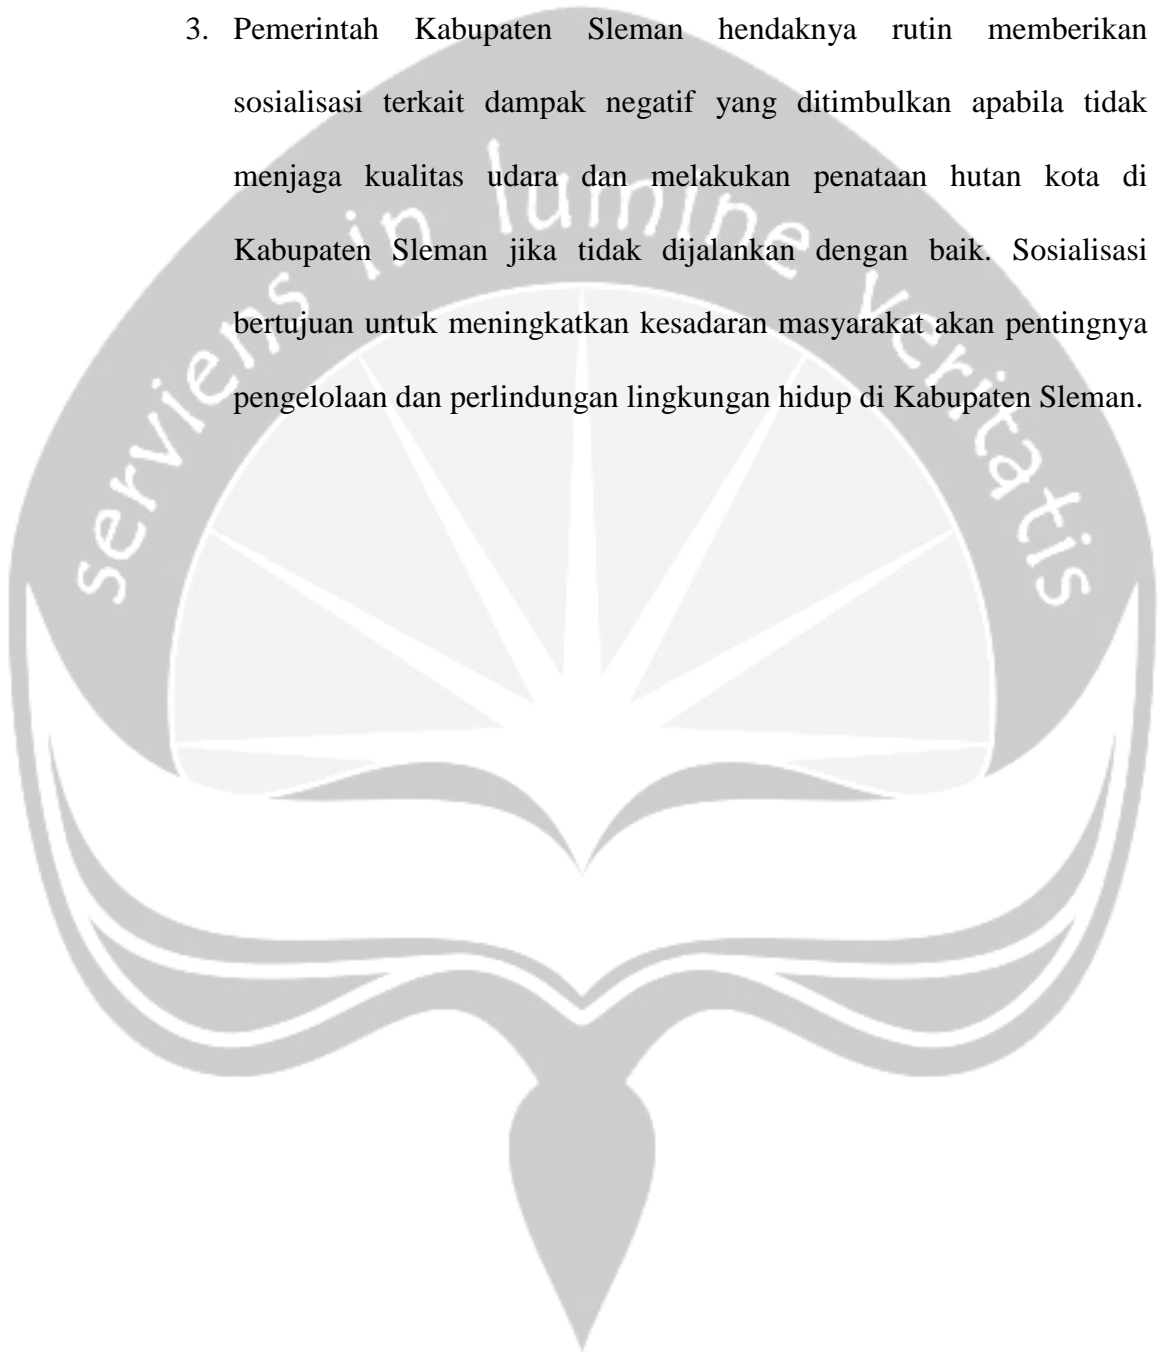 3. Pemerintah Kabupaten Sleman hendaknya rutin memberikan
sosialisasi terkait dampak negatif yang ditimbulkan apabila tidak
menjaga kualitas udara dan melakukan penataan hutan kota di
Kabupaten Sleman jika tidak dijalankan dengan baik. Sosialisasi
bertujuan untuk meningkatkan kesadaran masyarakat akan pentingnya
pengelolaan dan perlindungan lingkungan hidup di Kabupaten Sleman.
serviens in lumine veritatis